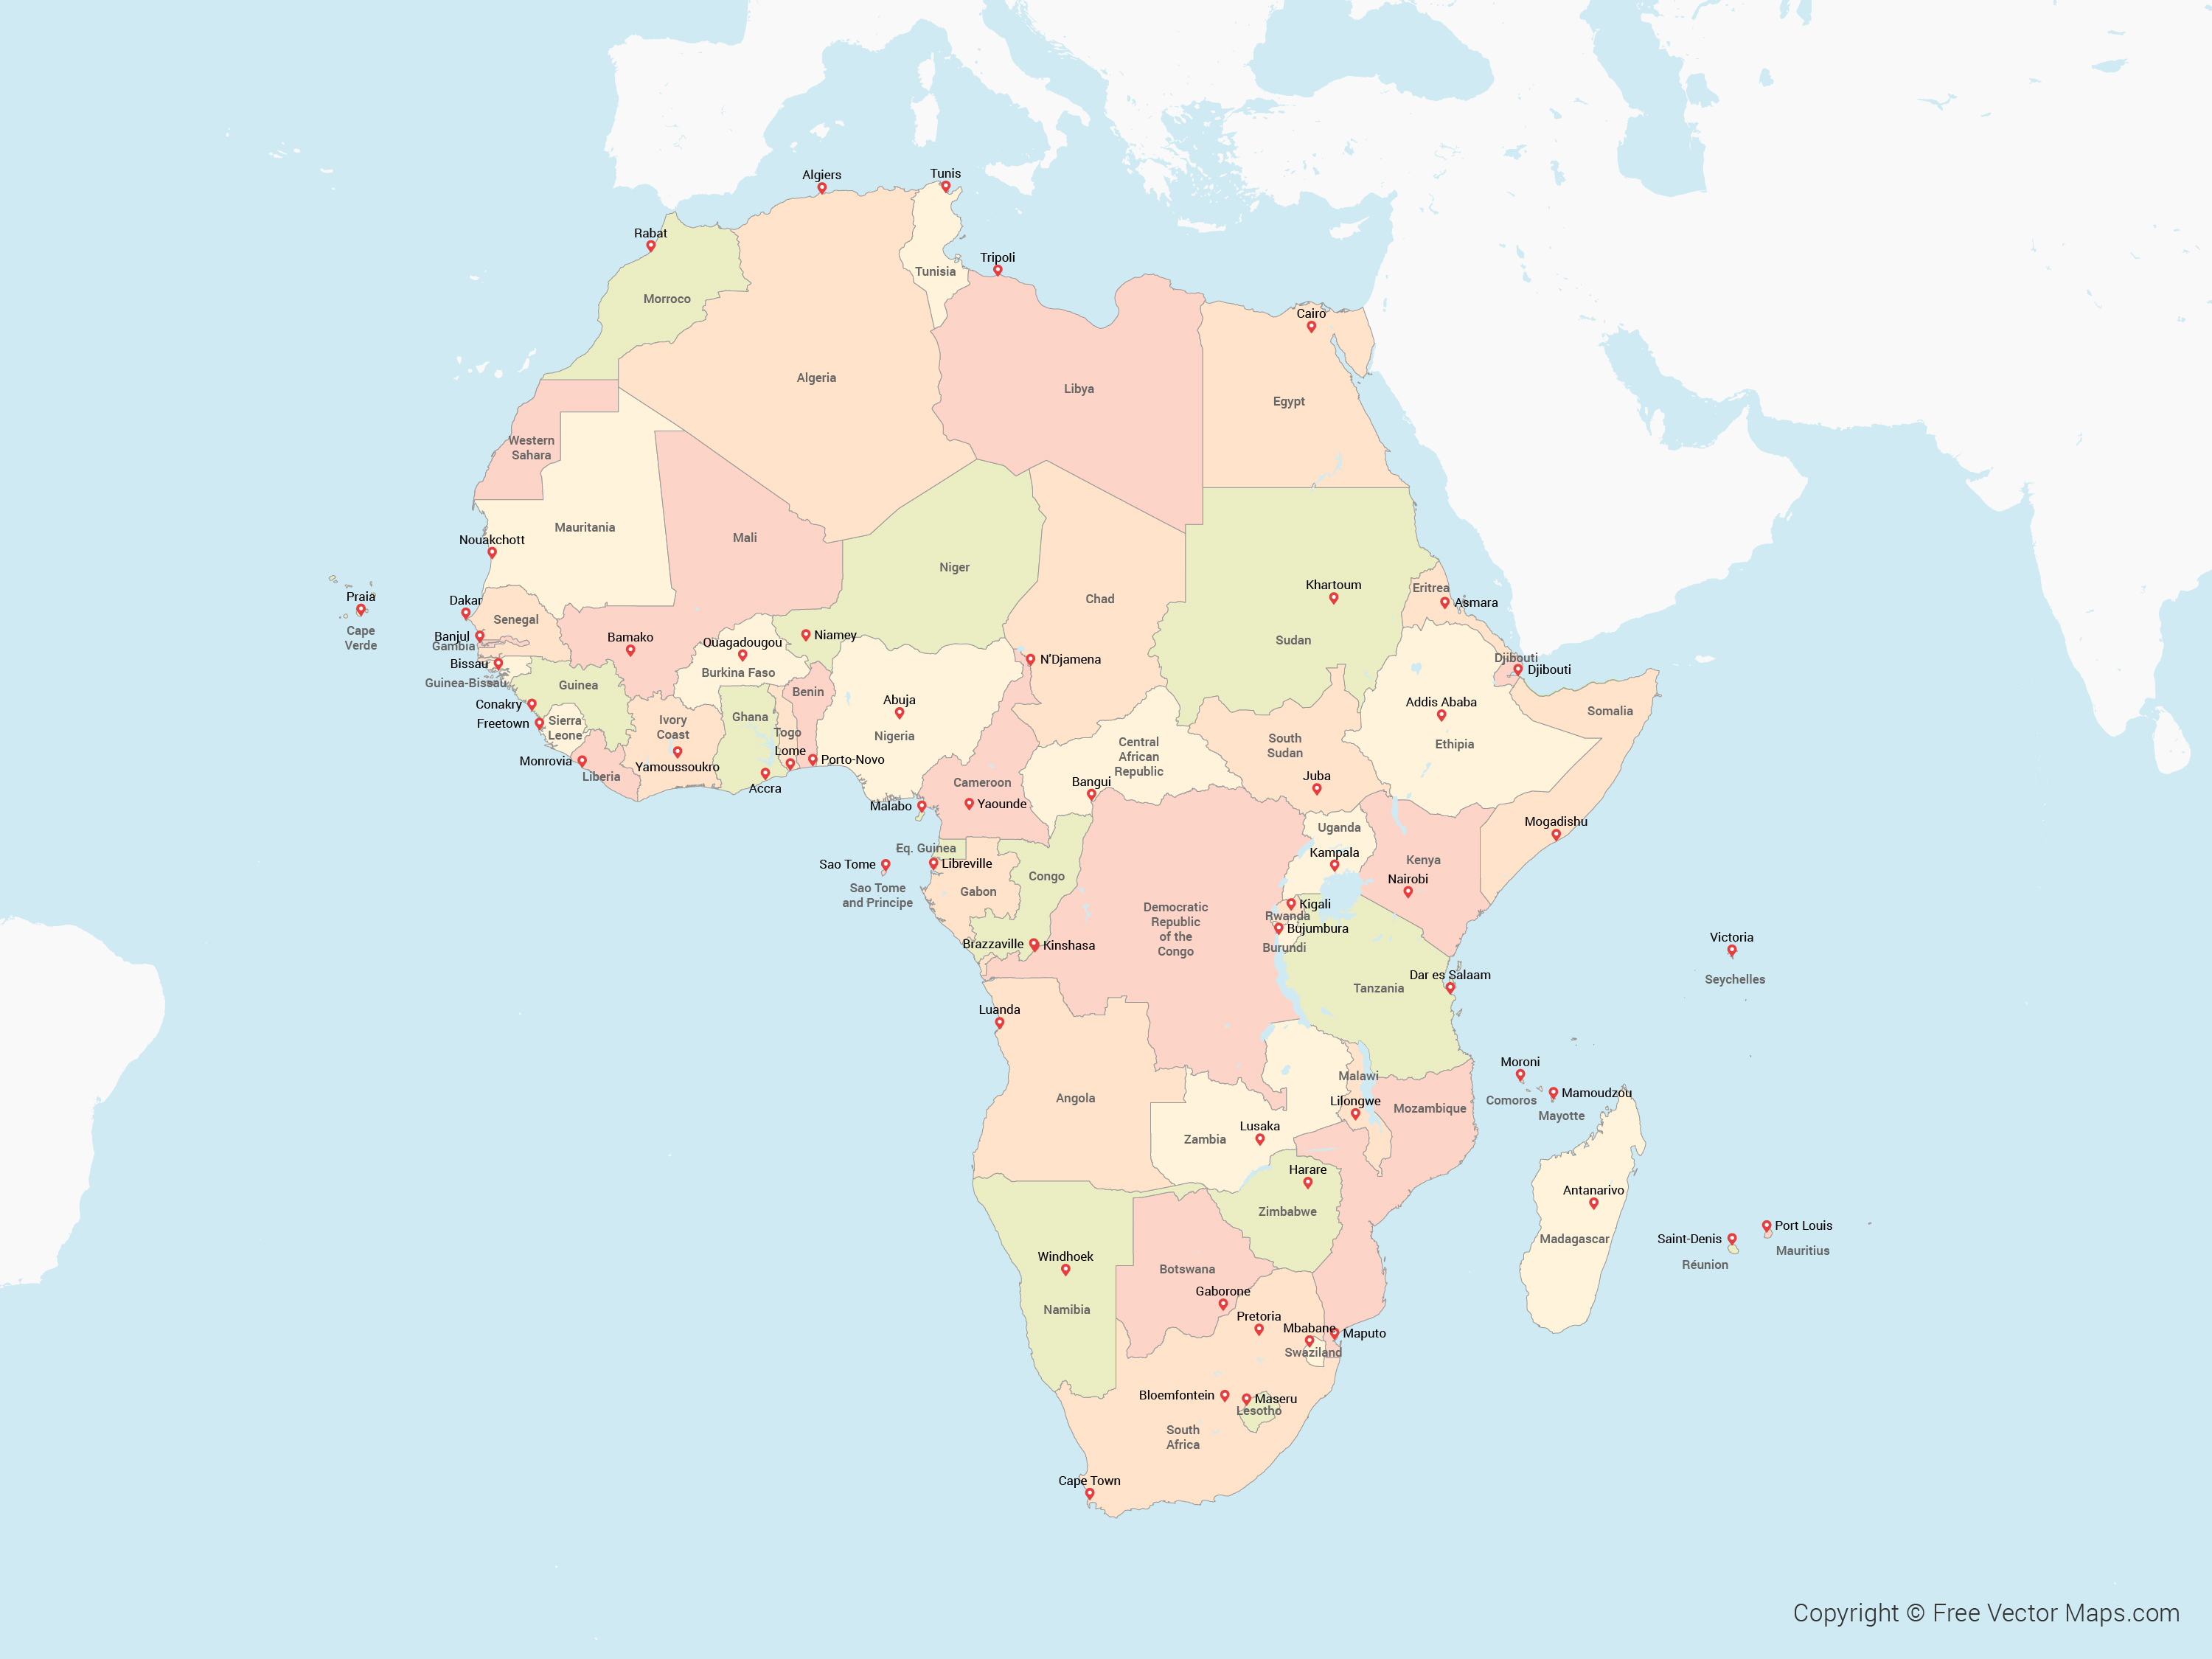 Algiers
Tunis
Rabat
Tripoli
Tunisia
Morroco
Cairo
Algeria
Libya
Egypt
Western
Sahara
Mauritania
Mali
Nouakchott
Niger
Khartoum
Eritrea
Asmara
Chad
Praia
Cape
Verde
Dakar
Senegal
Banjul
Gambia
Bamako
Ouagadougou
Niamey
Sudan
Bissau
Burkina Faso
N'Djamena
Djibouti
Djibouti
Guinea-Bissau
Guinea
Benin
Conakry
Abuja
Addis Ababa
Somalia
Freetown
Sierra
Leone
Ivory
Coast
Ghana
Togo
Nigeria
Central
African
Republic
South
Sudan
Ethipia
Monrovia
Liberia
Yamoussoukro
Lome
Porto-Novo
Accra
Cameroon
Bangui
Juba
Malabo
Yaounde
Uganda
Mogadishu
Eq. Guinea
Kampala
Kenya
Sao Tome
Libreville
Sao Tome
and Principe
Gabon
Congo
Nairobi
Democratic
Republic
of the
Congo
Kigali
Rwanda
Bujumbura
Burundi
Brazzaville
Kinshasa
Victoria
Seychelles
Dar es Salaam
Tanzania
Luanda
Moroni
Malawi
Mamoudzou
Angola
Lilongwe
Mozambique
Comoros
Mayotte
Lusaka
Zambia
Harare
Antanarivo
Zimbabwe
Port Louis
Madagascar
Saint-Denis
Mauritius
Réunion
Windhoek
Botswana
Gaborone
Namibia
Pretoria
Mbabane
Maputo
Swaziland
Bloemfontein
Maseru
Lesotho
South
Africa
Cape Town
Copyright © Free Vector Maps.com